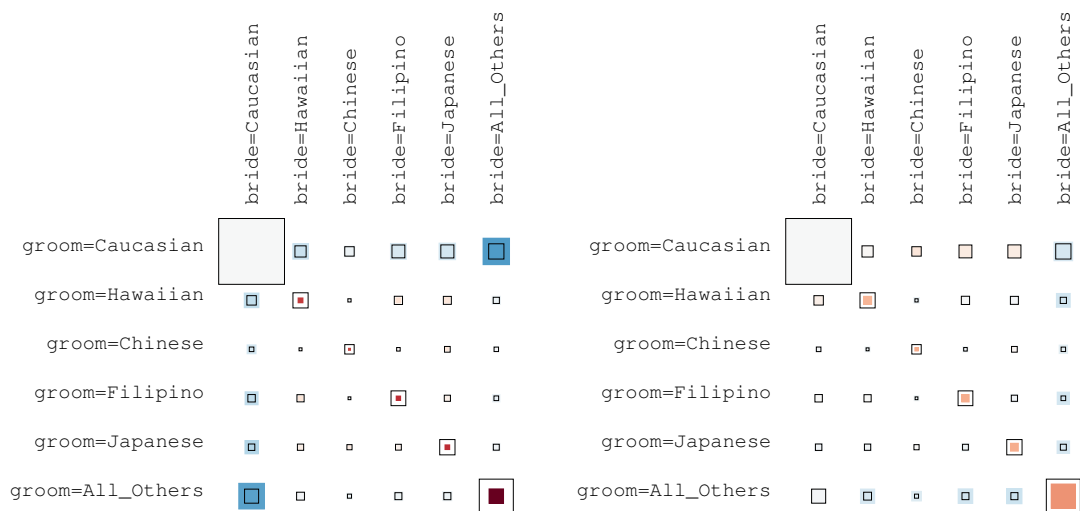 bride=Caucasian
bride=Hawaiian
bride=Chinese
bride=Filipino
bride=Japanese
bride=All_Others
groom=Caucasian
groom=Hawaiian
groom=Chinese
groom=Filipino
groom=Japanese
groom=All_Others
bride=Caucasian
bride=Hawaiian
bride=Chinese
bride=Filipino
bride=Japanese
bride=All_Others
groom=Caucasian
groom=Hawaiian
groom=Chinese
groom=Filipino
groom=Japanese
groom=All_Others